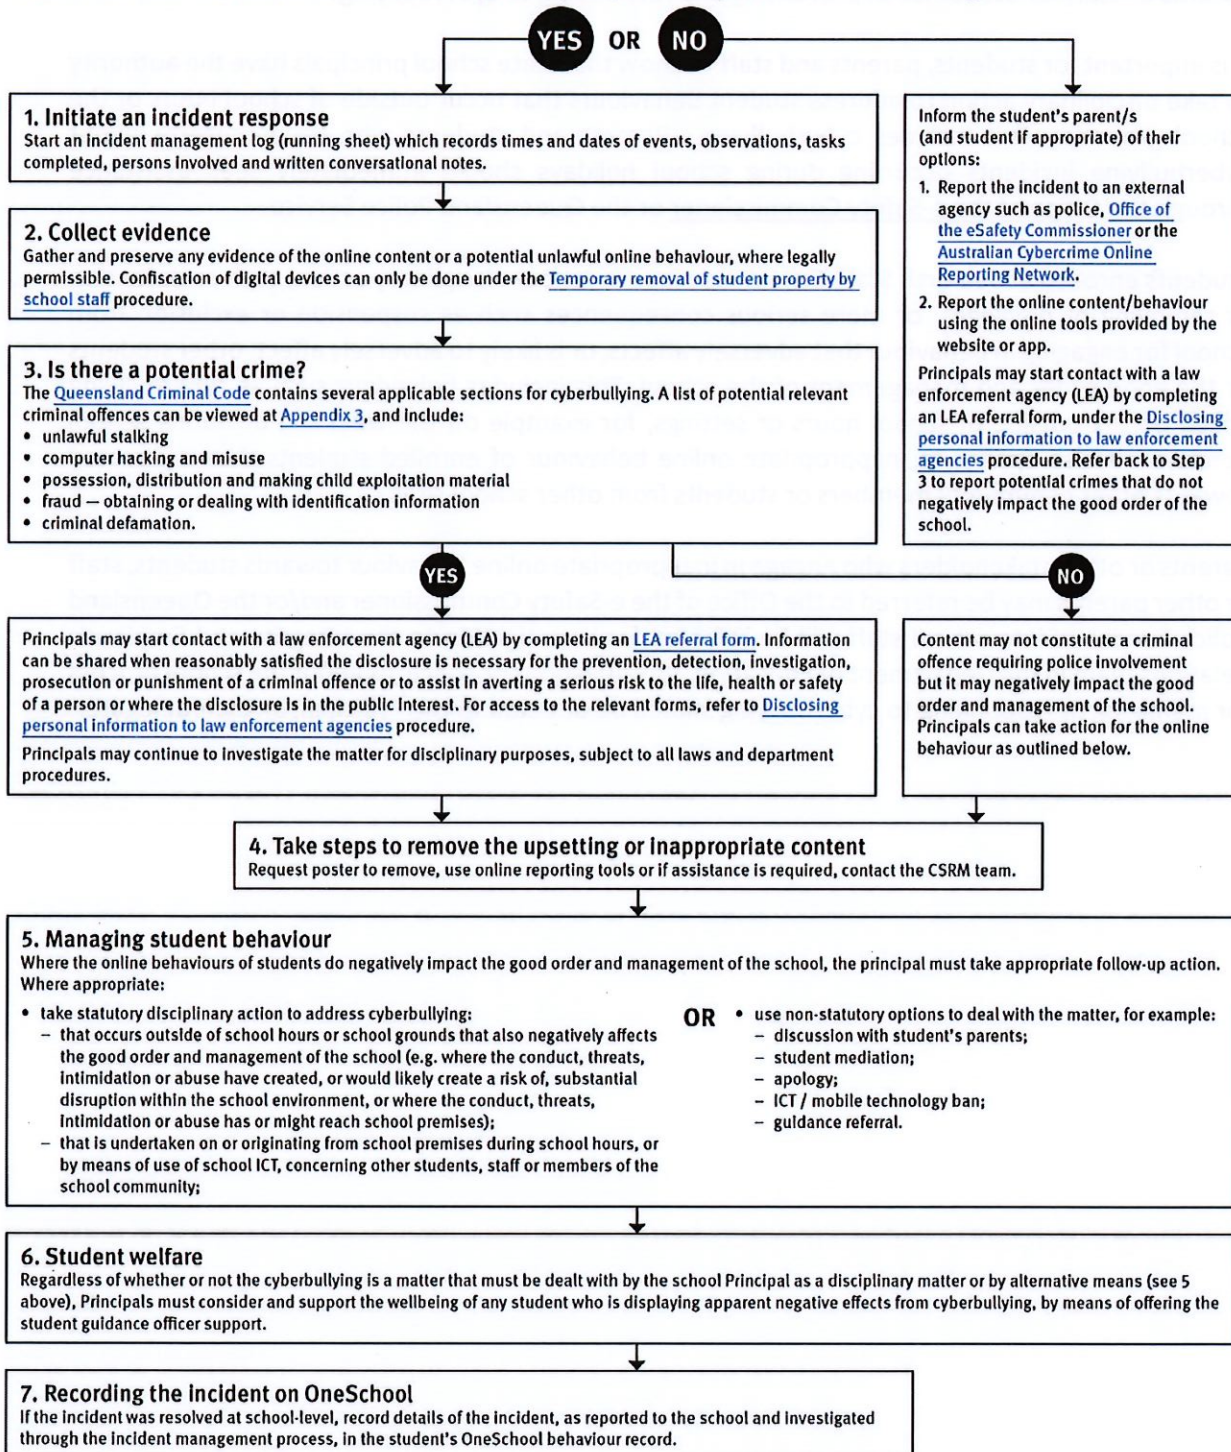 YES OR NO
1. Initiate an incident response
Start an incident management log (running sheet) which records times and dates of events, observations, tasks
completed, persons involved and written conversational notes.
2. Collect evidence
Gather and preserve any evidence of the online content or a potential unlawful online behaviour, where legally
permissible. Confiscation of digital devices can only be done under the Temporary removal of student property by
school staff procedure.
3. Is there a potential crime?
The Queensland Criminal Code contains several applicable sections for cyberbullying. A list of potential relevant
criminal offences can be viewed at Appendix 3, and include:
• unlawful stalking
• computer hacking and misuse
• possession, distribution and making child exploitation material
• fraud – obtaining or dealing with identification information
• criminal defamation.
Inform the student's parent/s
(and student if appropriate) of their
options:
1. Report the incident to an external
agency such as police, Office of
the eSafety Commissioner or the
Australian Cybercrime Online
Reporting Network.
2. Report the online content/behaviour
using the online tools provided by the
website or app.
Principals may start contact with a law
enforcement agency (LEA) by completing
an LEA referral form, under the Disclosing
personal information to law enforcement
agencies procedure. Refer back to Step
3 to report potential crimes that do not
negatively impact the good order of the
school.
YES
NO
Principals may start contact with a law enforcement agency (LEA) by completing an LEA referral form. Information
can be shared when reasonably satisfied the disclosure is necessary for the prevention, detection, investigation,
prosecution or punishment of a criminal offence or to assist in averting a serious risk to the life, health or safety
of a person or where the disclosure is in the public interest. For access to the relevant forms, refer to Disclosing
personal information to law enforcement agencies procedure.
Principals may continue to investigate the matter for disciplinary purposes, subject to all laws and department
procedures.
Content may not constitute a criminal
offence requiring police involvement
but it may negatively impact the good
order and management of the school.
Principals can take action for the online
behaviour as outlined below.
4. Take steps to remove the upsetting or inappropriate content
Request poster to remove, use online reporting tools or if assistance is required, contact the CSRM team.
5. Managing student behaviour
Where the online behaviours of students do negatively impact the good order and management of the school, the principal must take appropriate follow-up action.
Where appropriate:
• take statutory disciplinary action to address cyberbullying:
– that occurs outside of school hours or school grounds that also negatively affects
the good order and management of the school (e.g. where the conduct, threats,
intimidation or abuse have created, or would likely create a risk of, substantial
disruption within the school environment, or where the conduct, threats,
intimidation or abuse has or might reach school premises);
– that is undertaken on or originating from school premises during school hours, or
by means of use of school ICT, concerning other students, staff or members of the
school community;
OR
• use non-statutory options to deal with the matter, for example:
– discussion with student's parents;
– student mediation;
– apology;
– ICT / mobile technology ban;
– guidance referral.
6. Student welfare
Regardless of whether or not the cyberbullying is a matter that must be dealt with by the school Principal as a disciplinary matter or by alternative means (see 5
above), Principals must consider and support the wellbeing of any student who is displaying apparent negative effects from cyberbullying, by means of offering the
student guidance officer support.
7. Recording the incident on OneSchool
If the incident was resolved at school-level, record details of the incident, as reported to the school and investigated
through the incident management process, in the student's OneSchool behaviour record.